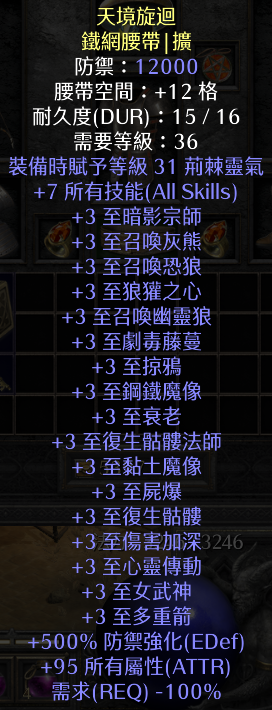 天境旋迴
鐵網腰帶|擴
防禦：12000
腰帶空間：+12 格
耐久度(DUR)：15 / 16
需要等級：36
裝備時賦予等級 31 荊棘靈氣
+7 所有技能(All Skills)
+3 至暗影宗師
+3 至召喚灰熊
+3 至召喚恐狼
+3 至狼獾之心
+3 至召喚幽靈狼
+3 至劇毒藤蔓
+3 至掠鴉
+3 至鋼鐵魔像
+3 至衰老
+3 至復生骷髏法師
+3 至黏土魔像
+3 至屍爆
+3 至復生骷髏
+3 至傷害加深
+3 至心靈傳動
+3 至女武神
+3 至多重箭
+500% 防禦強化(EDef)
+95 所有屬性(ATTR)
需求(REQ) -100%
3246